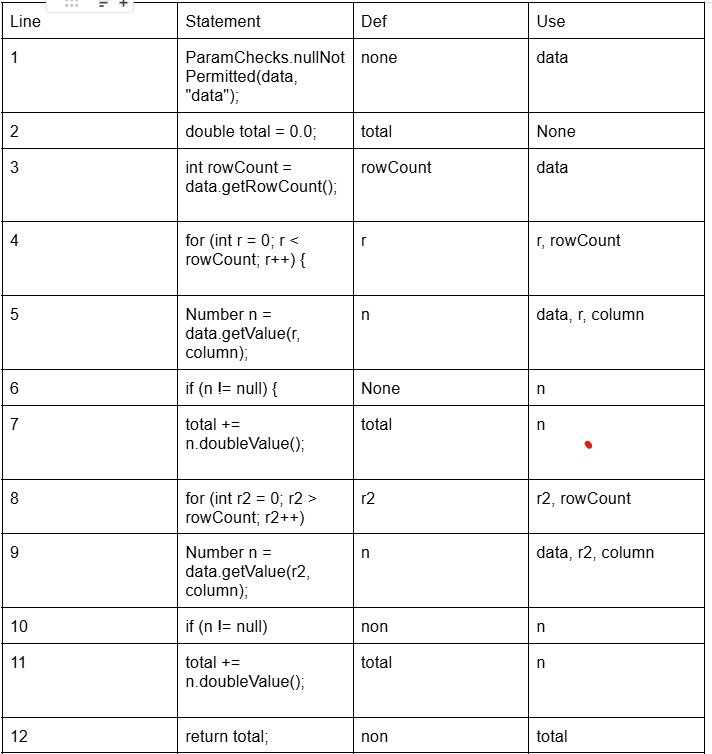 Line Statement Def Use
1 ParamChecks.nullNot none data
Permitted(data,
"data");
2 double total = 0.0; total None
3 int rowCount = rowCount data
data.getRowCount();
4 for (int r = 0; r < r r, rowCount
rowCount; r++) {
5 Number n = n data, r, column
data.getValue(r,
column);
6 if (n != null) { None n
7 total += total n
n.doubleValue();
8 for (int r2 = 0; r2 > r2 r2, rowCount
rowCount; r2++)
9 Number n = n data, r2, column
data.getValue(r2,
column);
10 if (n != null) non n
11 total += total n
n.doubleValue();
12 return total; non total